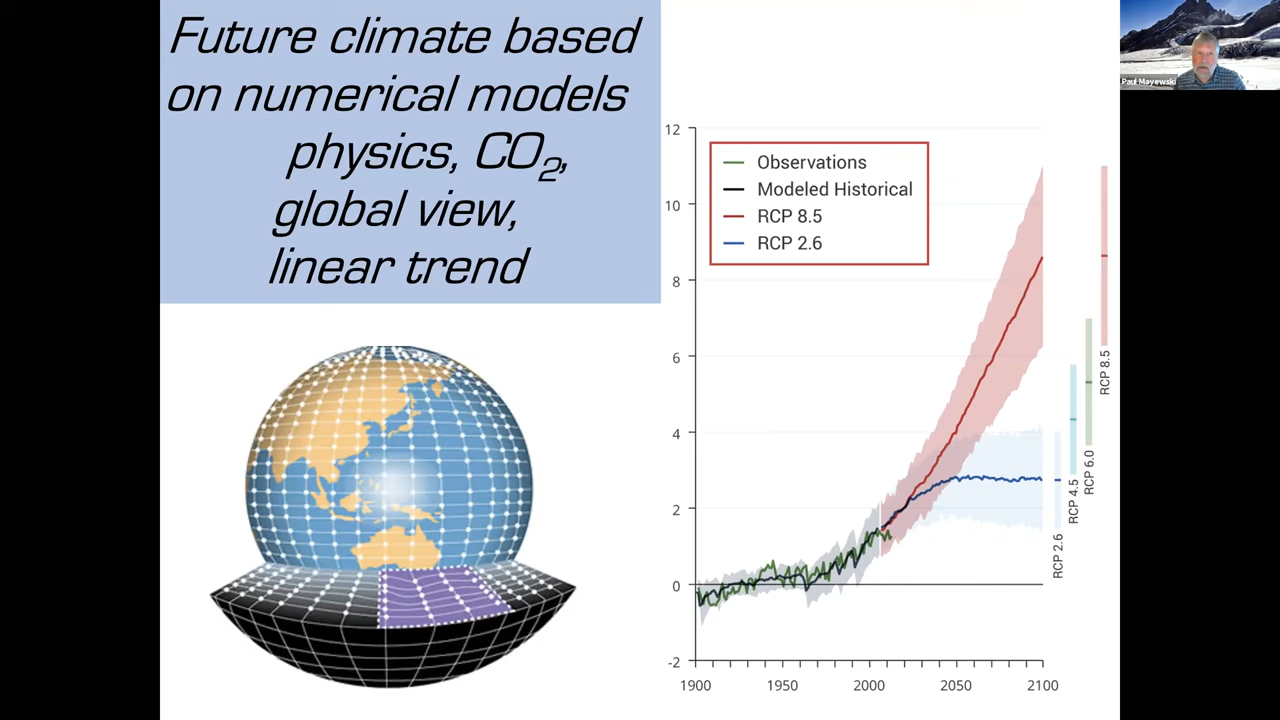 Future climate based
on numerical models
physics, CO₂,
global view,
linear trend
Paul Mayewski
12
10
8
6
4
2
0
-2
Observations
Modeled Historical
RCP 8.5
RCP 2.6
1900
1950
2000
2050
2100
RCP 2.6
RCP 4.5
RCP 6.0
RCP 8.5